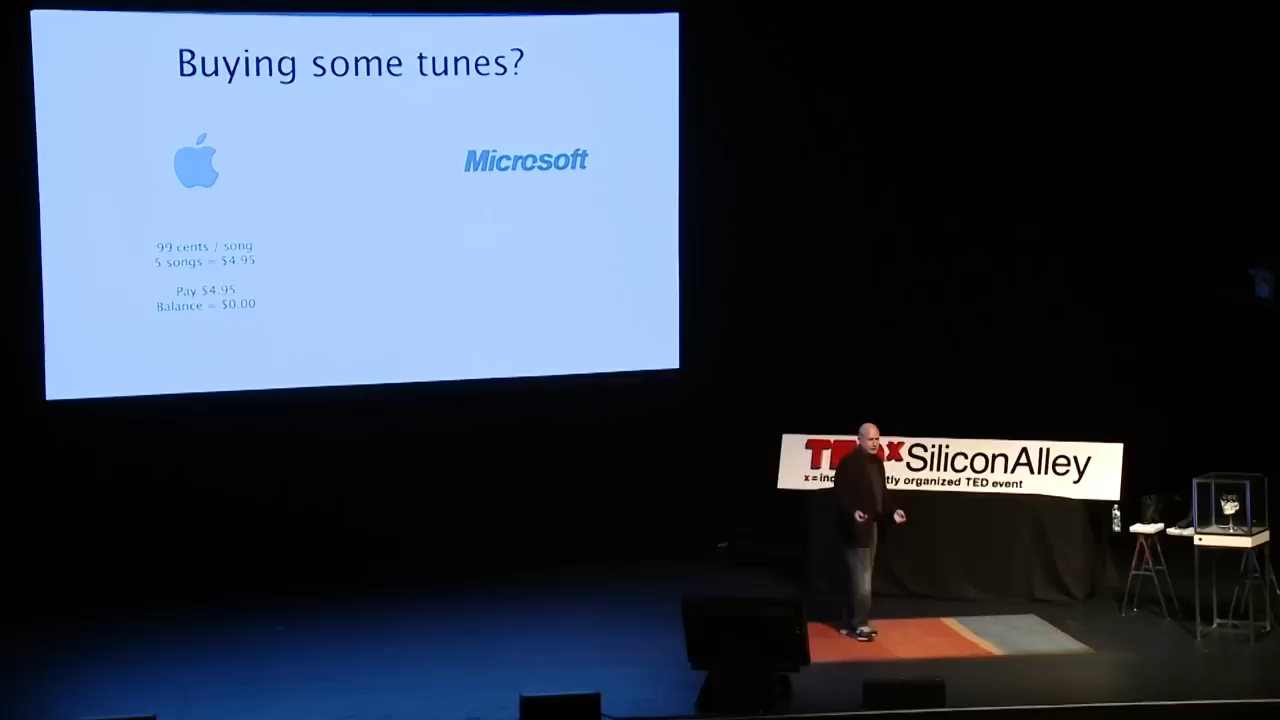 Buying some tunes?
Microsoft
99 cents / song
5 songs = $4.95
Pay $4.95
Balance = $0.00
SiliconAlley
organized TED event